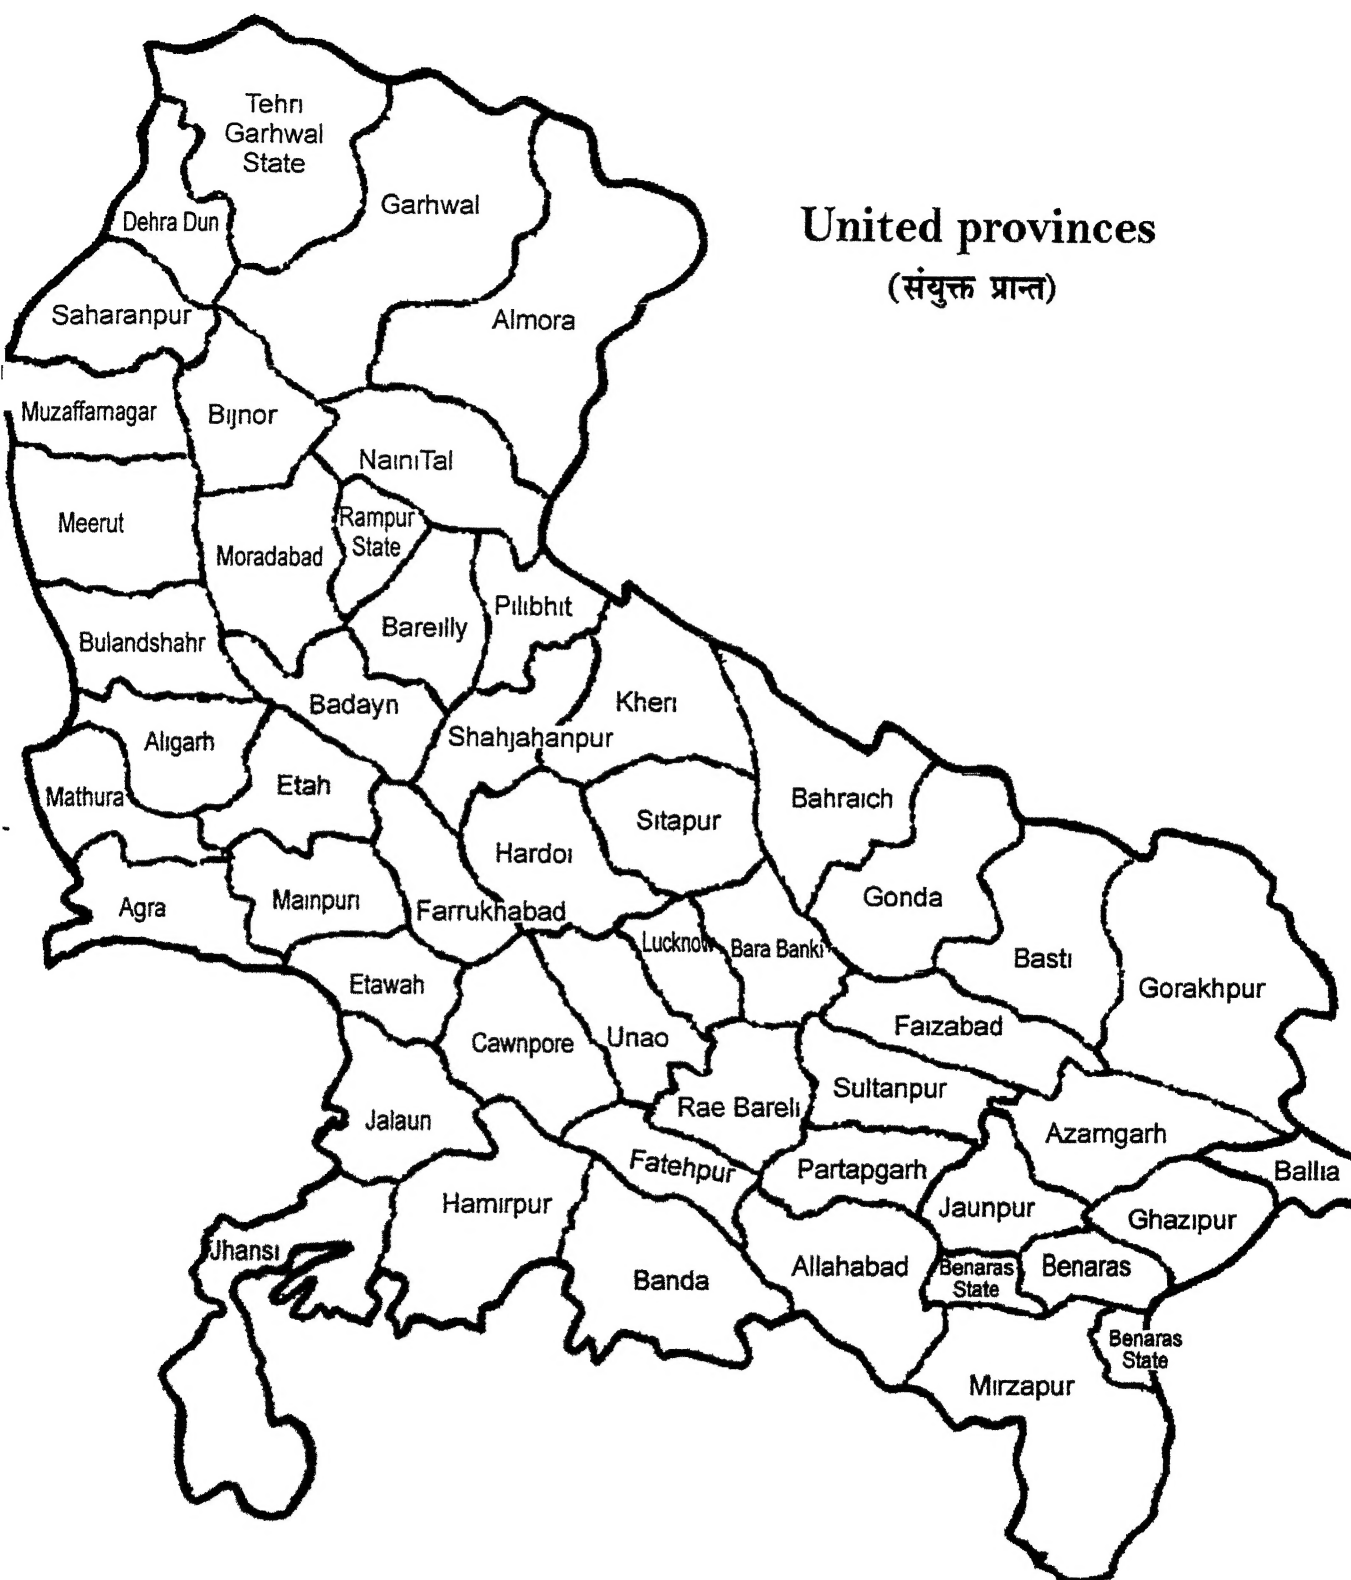 United provinces
(संयुक्त प्रान्त)
Tehri
Garhwal
State
Garhwal
Dehra Dun
Saharanpur
Almora
Muzaffarnagar
Bijnor
Naini Tal
Meerut
Rampur
State
Moradabad
Pilibhit
Bareilly
Bulandshahr
Badayn
Kheri
Shahjahanpur
Aligarh
Etah
Mathura
Bahraich
Sitapur
Hardoi
Gonda
Mainpuri
Agra
Farrukhabad
Lucknow
Bara Banki
Basti
Etawah
Gorakhpur
Faizabad
Unao
Cawnpore
Sultanpur
Rae Bareli
Jalaun
Azamgarh
Fatehpur
Partapgarh
Ballia
Hamirpur
Jaunpur
Ghazipur
Jhansi
Banda
Allahabad
Benaras
State
Benaras
Benaras
State
Mirzapur